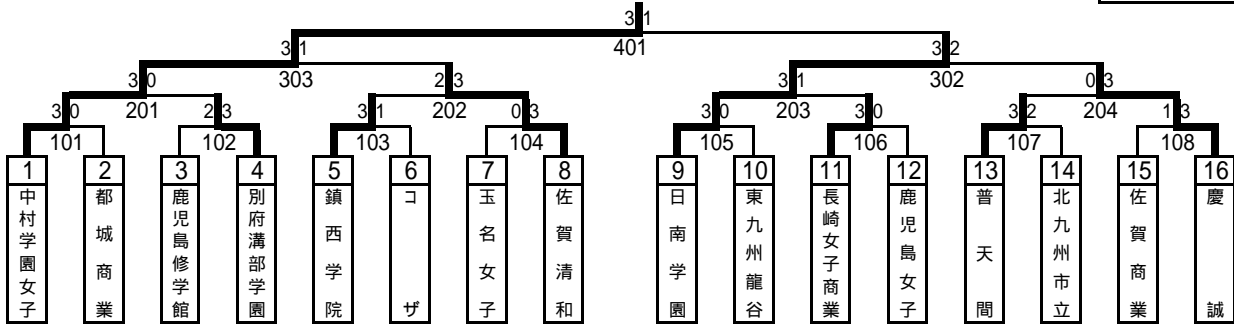 3 1
401
3 1
303
3 2
302
3 0
201
2 3
202
3 1
203
0 3
204
3 0
101
2 3
102
3 1
103
0 3
104
3 0
105
3 0
106
3 2
107
1 3
108
1
中村学園女子
2
都城商業
3
鹿児島修学館
4
別府溝部学園
5
鎮西学院
6
コザ
7
玉名女子
8
佐賀清和
9
日南学園
10
東九州龍谷
11
長崎女子商業
12
鹿児島女子
13
普天間
14
北九州市立
15
佐賀商業
16
慶誠